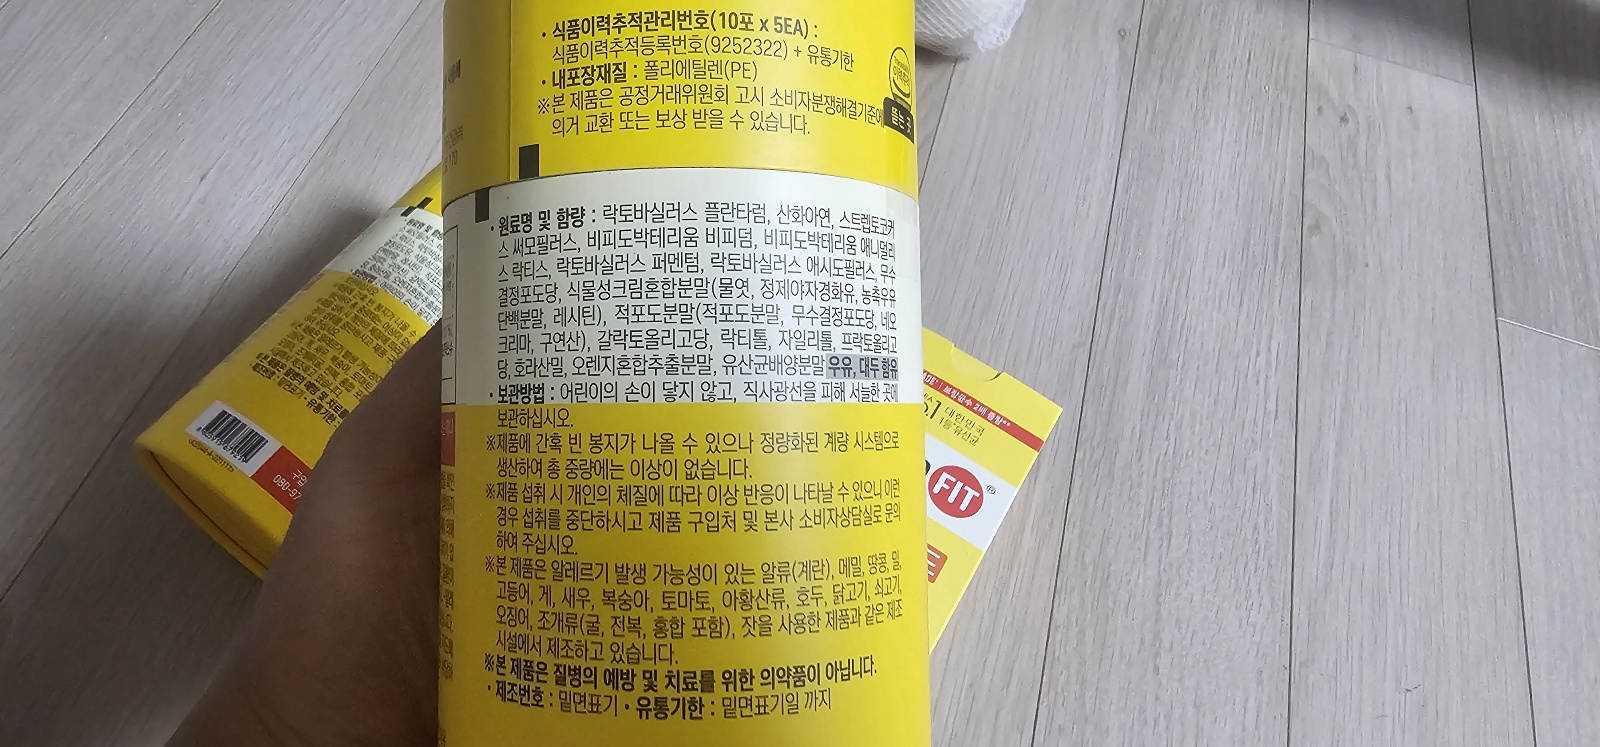 · 식품이력추적관리번호(10포 x 5EA) :
식품이력추적등록번호(9252322) + 유통기한
· 내포장재질 : 폴리에틸렌(PE)
※본 제품은 공정거래위원회 고시 소비자분쟁해결기준에
의거 교환 또는 보상 받을 수 있습니다.
뜯는 곳
· 원료명 및 함량 : 락토바실러스 플란타럼, 산화아연, 스트렙토코커
스 써모필러스, 비피도박테리움 비피덤, 비피도박테리움 애니멀리
스 락티스, 락토바실러스 퍼멘텀, 락토바실러스 애시도필러스, 무수
결정포도당, 식물성크림혼합분말(물엿, 정제야자경화유, 농축우유
단백분말, 레시틴), 적포도분말(적포도분말, 무수결정포도당, 네오
크리마, 구연산), 갈락토올리고당, 락티톨, 자일리톨, 프락토올리고
당, 호라산밀, 오렌지혼합추출분말, 유산균배양분말 우유, 대두 함유
· 보관방법 : 어린이의 손이 닿지 않고, 직사광선을 피해 서늘한 곳에
보관하십시오.
※제품에 간혹 빈 봉지가 나올 수 있으나 정량화된 계량 시스템으로
생산하여 총 중량에는 이상이 없습니다.
※제품 섭취 시 개인의 체질에 따라 이상 반응이 나타날 수 있으니 이런
경우 섭취를 중단하시고 제품 구입처 및 본사 소비자상담실로 문의
하여 주십시오.
※본 제품은 알레르기 발생 가능성이 있는 알류(계란), 메밀, 땅콩, 밀,
고등어, 게, 새우, 복숭아, 토마토, 아황산류, 호두, 닭고기, 쇠고기,
오징어, 조개류(굴, 전복, 홍합 포함), 잣을 사용한 제품과 같은 제조
시설에서 제조하고 있습니다.
※본 제품은 질병의 예방 및 치료를 위한 의약품이 아닙니다.
· 제조번호 : 밑면표기 · 유통기한 : 밑면표기일 까지
보장균수 2배 증량**
대한민국
1등 유산균
FIT®
080-97